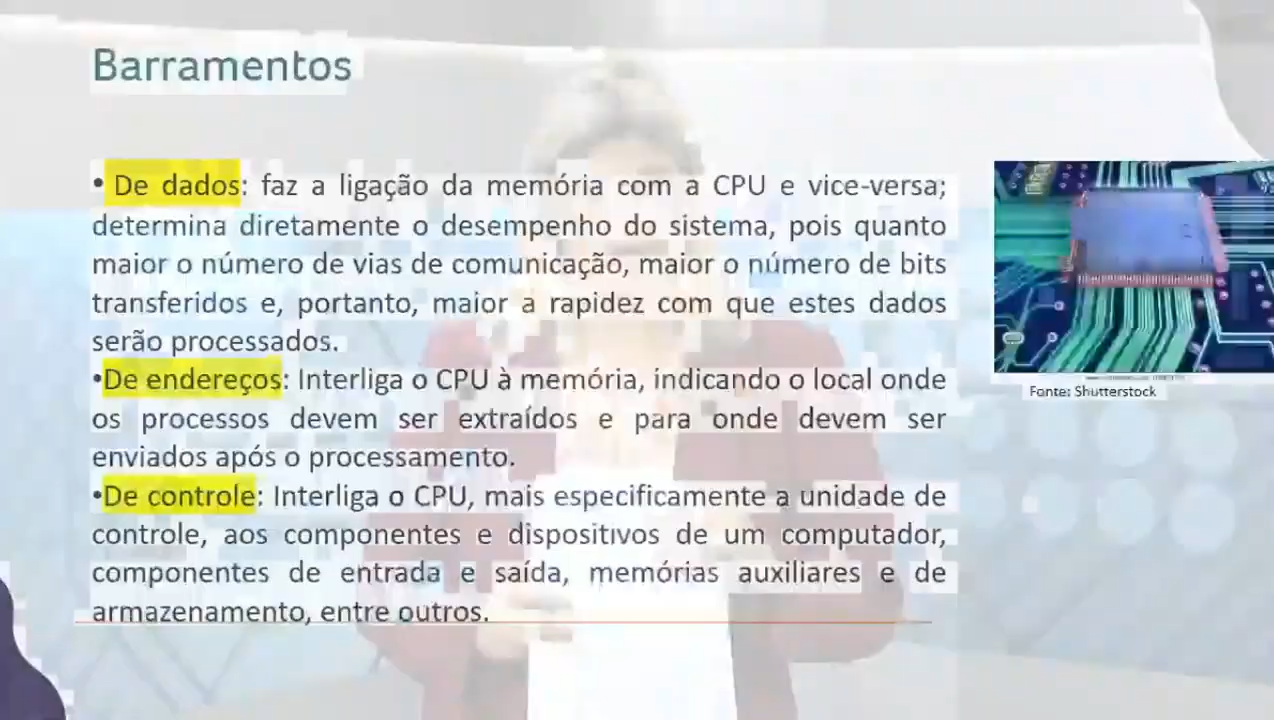 Barramentos
• De dados: faz a ligação da memória com a CPU e vice-versa;
determina diretamente o desempenho do sistema, pois quanto
maior o número de vias de comunicação, maior o número de bits
transferidos e, portanto, maior a rapidez com que estes dados
serão processados.
•De endereços: Interliga o CPU à memória, indicando o local onde
os processos devem ser extraídos e para onde devem ser
enviados após o processamento.
•De controle: Interliga o CPU, mais especificamente a unidade de
controle, aos componentes e dispositivos de um computador,
componentes de entrada e saída, memórias auxiliares e de
armazenamento, entre outros.
Fonte: Shutterstock